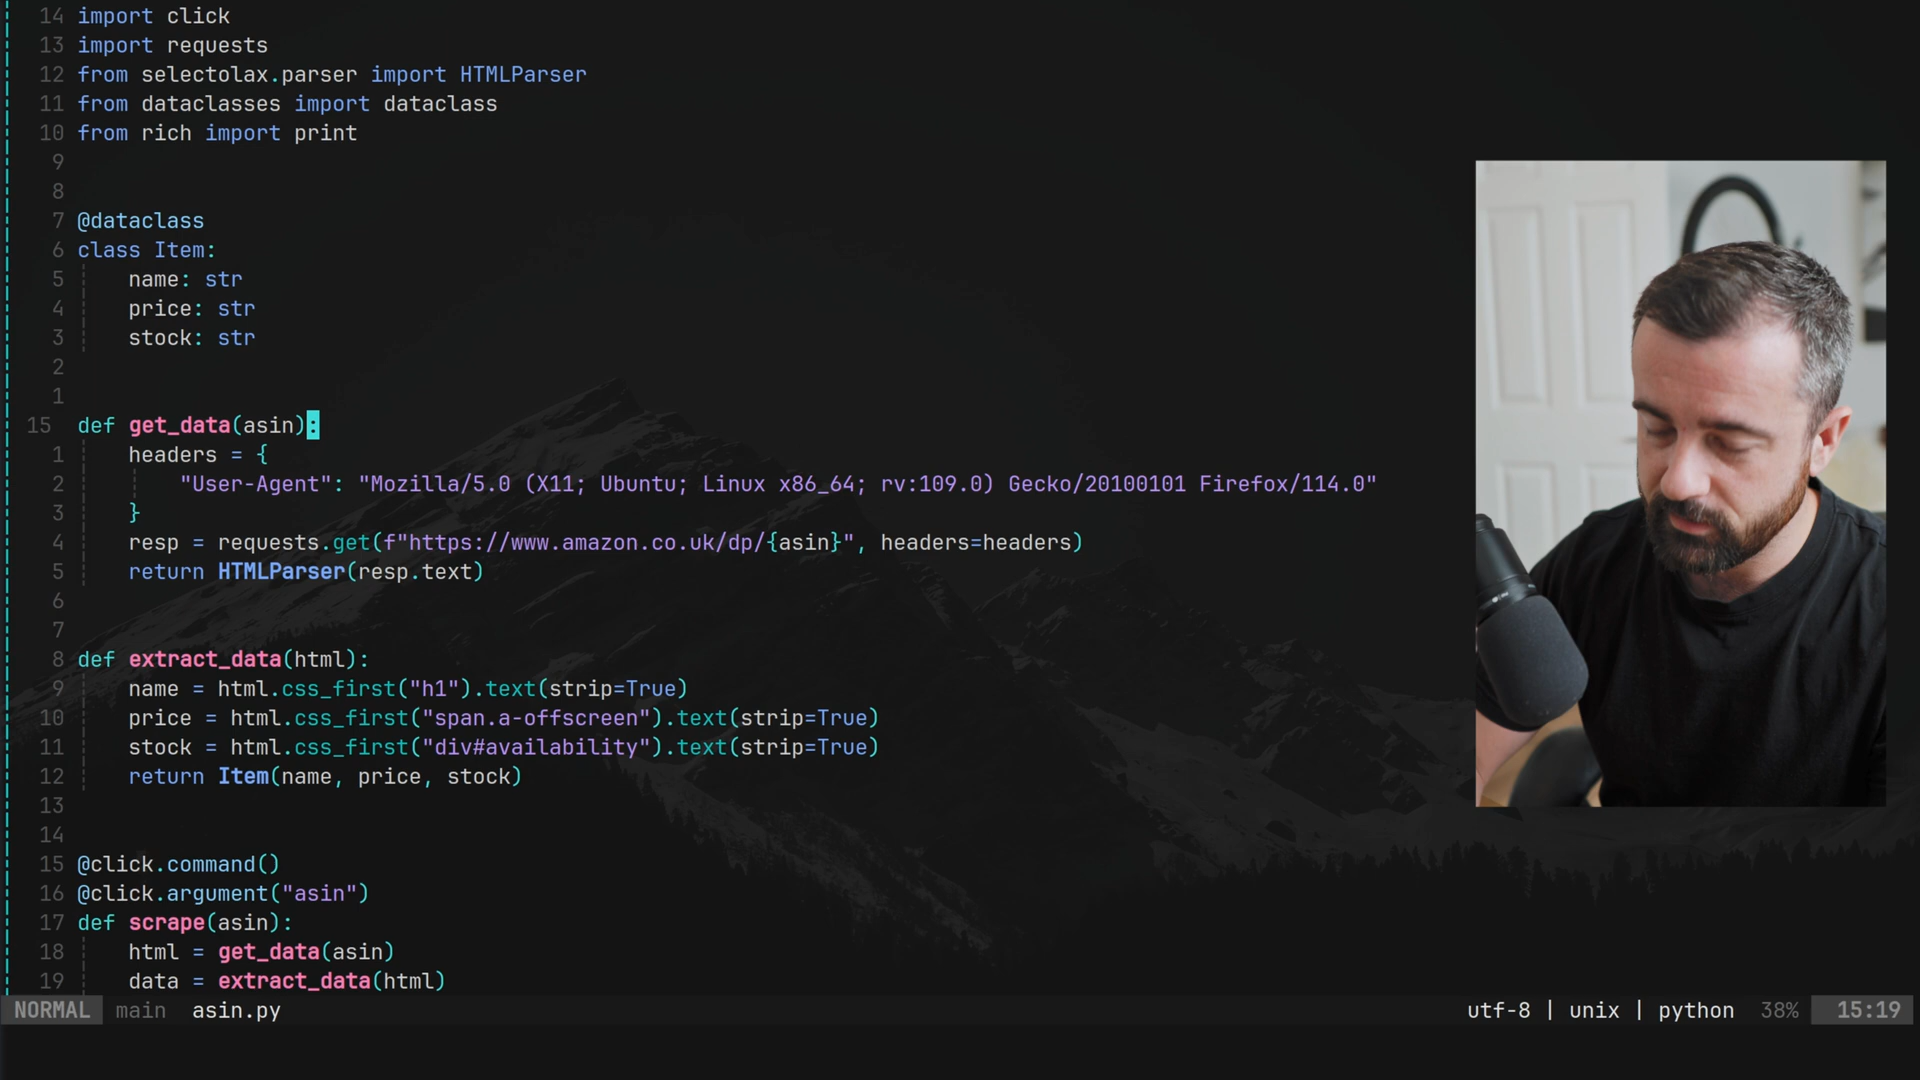 14 import click
13 import requests
12 from selectolax.parser import HTMLParser
11 from dataclasses import dataclass
10 from rich import print
9
8
7 @dataclass
6 class Item:
5 name: str
4 price: str
3 stock: str
2
1
15 def get_data(asin):
1 headers = {
2 "User-Agent": "Mozilla/5.0 (X11; Ubuntu; Linux x86_64; rv:109.0) Gecko/20100101 Firefox/114.0"
3 }
4 resp = requests.get(f"https://www.amazon.co.uk/dp/{asin}", headers=headers)
5 return HTMLParser(resp.text)
6
7
8 def extract_data(html):
9 name = html.css_first("h1").text(strip=True)
10 price = html.css_first("span.a-offscreen").text(strip=True)
11 stock = html.css_first("div#availability").text(strip=True)
12 return Item(name, price, stock)
13
14
15 @click.command()
16 @click.argument("asin")
17 def scrape(asin):
18 html = get_data(asin)
19 data = extract_data(html)
NORMAL main asin.py utf-8 | unix | python 38% 15:19